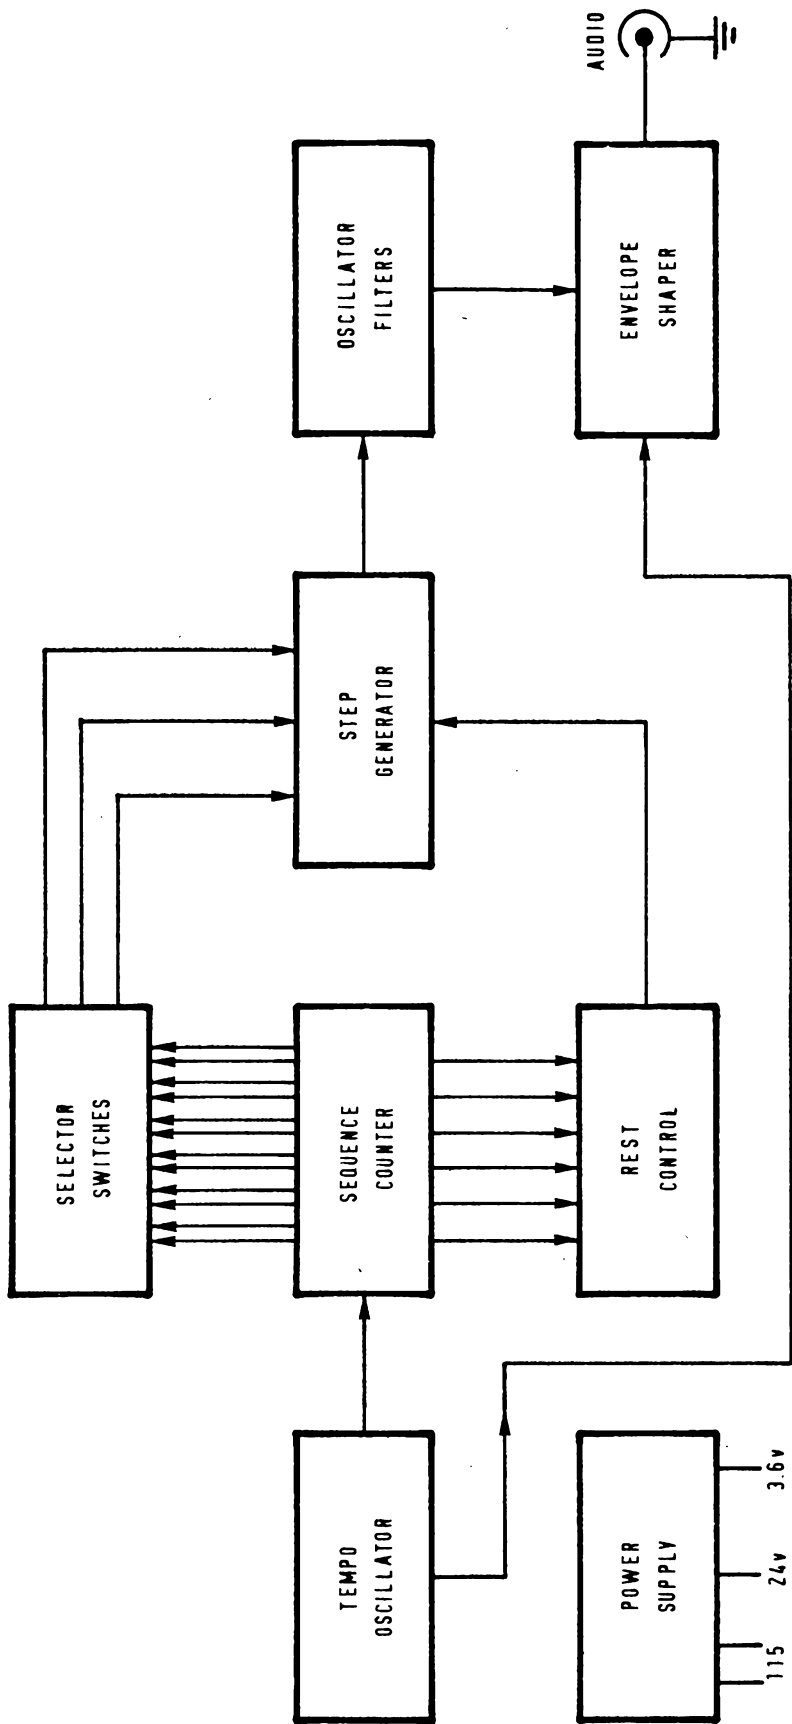 SELECTOR
SWITCHES
TEMPO
OSCILLATOR
SEQUENCE
COUNTER
STEP
GENERATOR
OSCILLATOR
FILTERS
POWER
SUPPLY
REST
CONTROL
ENVELOPE
SHAPER
AUDIO
115
24v
3.6v